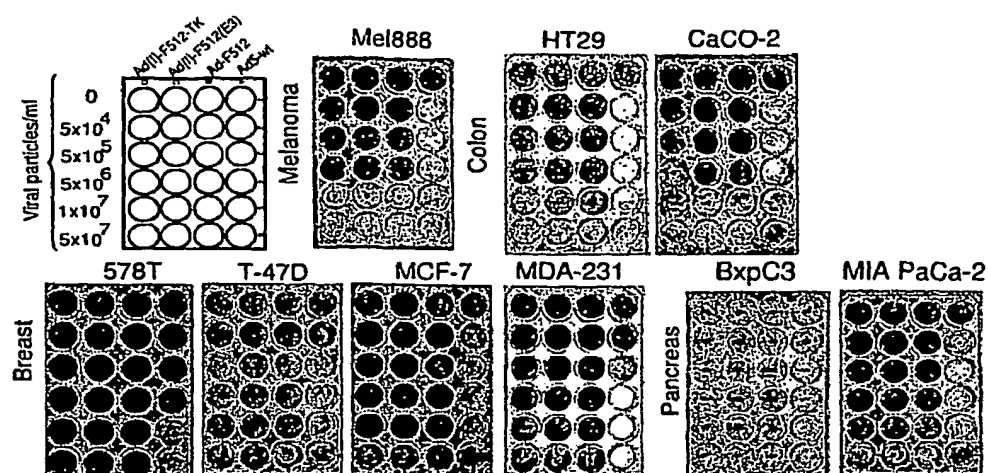 Ad(I)-F512-TK
Ad(I)-F512(E3)
Ad-F512
Ad5-wt
Viral particles/ml
0
5x10^4
5x10^5
5x10^6
1x10^7
5x10^7
Melanoma
Mel888
Colon
HT29
CaCO-2
Breast
578T
T-47D
MCF-7
MDA-231
Pancreas
BxpC3
MIA PaCa-2